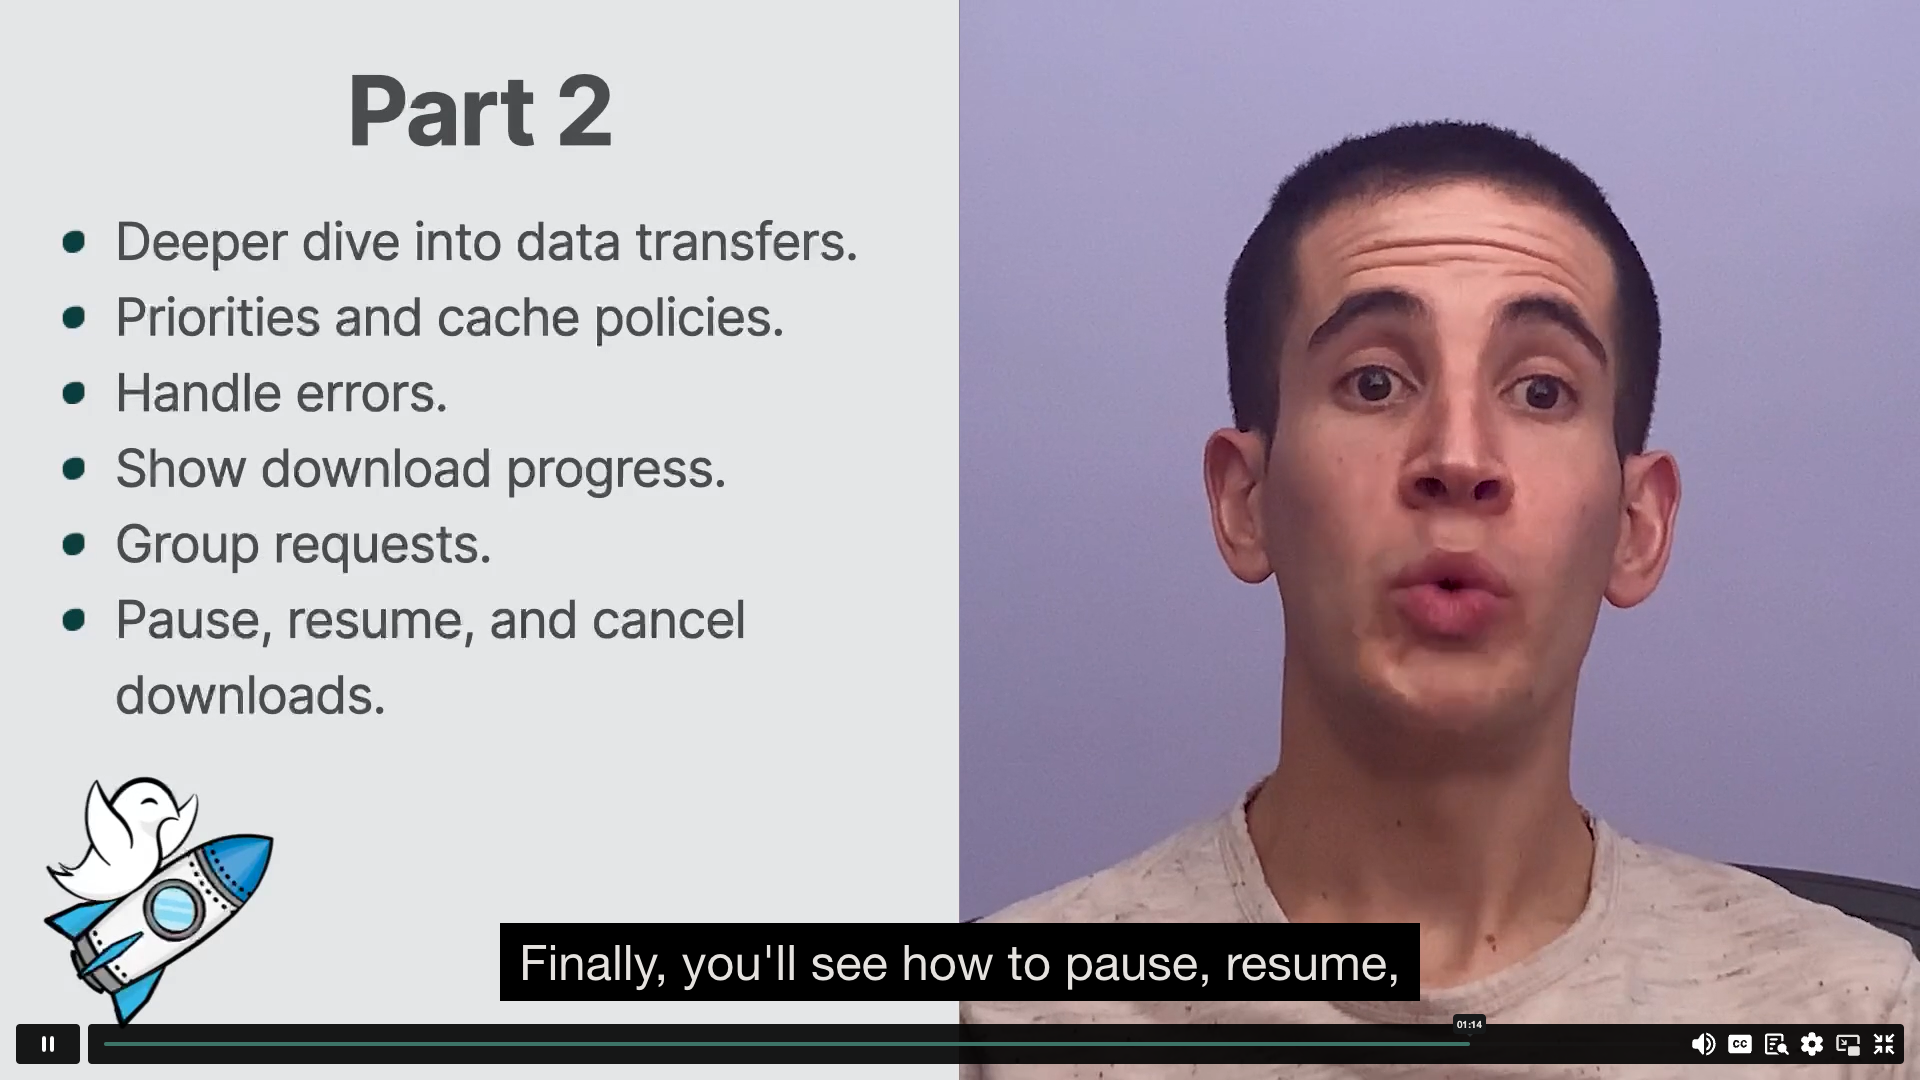 Part 2
Deeper dive into data transfers.
Priorities and cache policies.
Handle errors.
Show download progress.
Group requests.
Pause, resume, and cancel
downloads.
Finally, you'll see how to pause, resume,
01:14
CC